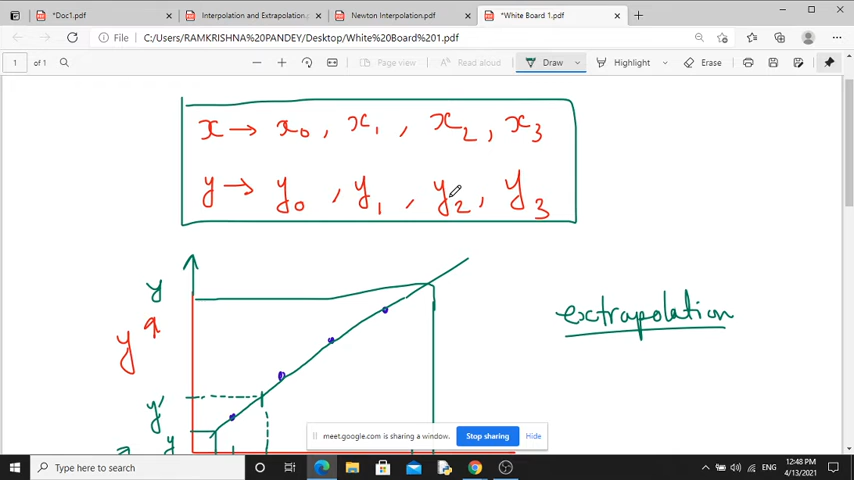 *Doc1.pdf
Interpolation and Extrapolation.p
Newton Interpolation.pdf
*White Board 1.pdf
File
C:/Users/RAMKRISHNA%20PANDEY/Desktop/White%20Board%201.pdf
1 of 1
Page view
Read aloud
Draw
Highlight
Erase
x → x₀ , x₁ , x₂ , x₃
y → y₀ , y₁ , y₂ , y₃
y
extrapolation
y
y'
y
meet.google.com is sharing a window.
Stop sharing
Hide
Type here to search
ENG
12:48 PM
4/13/2021